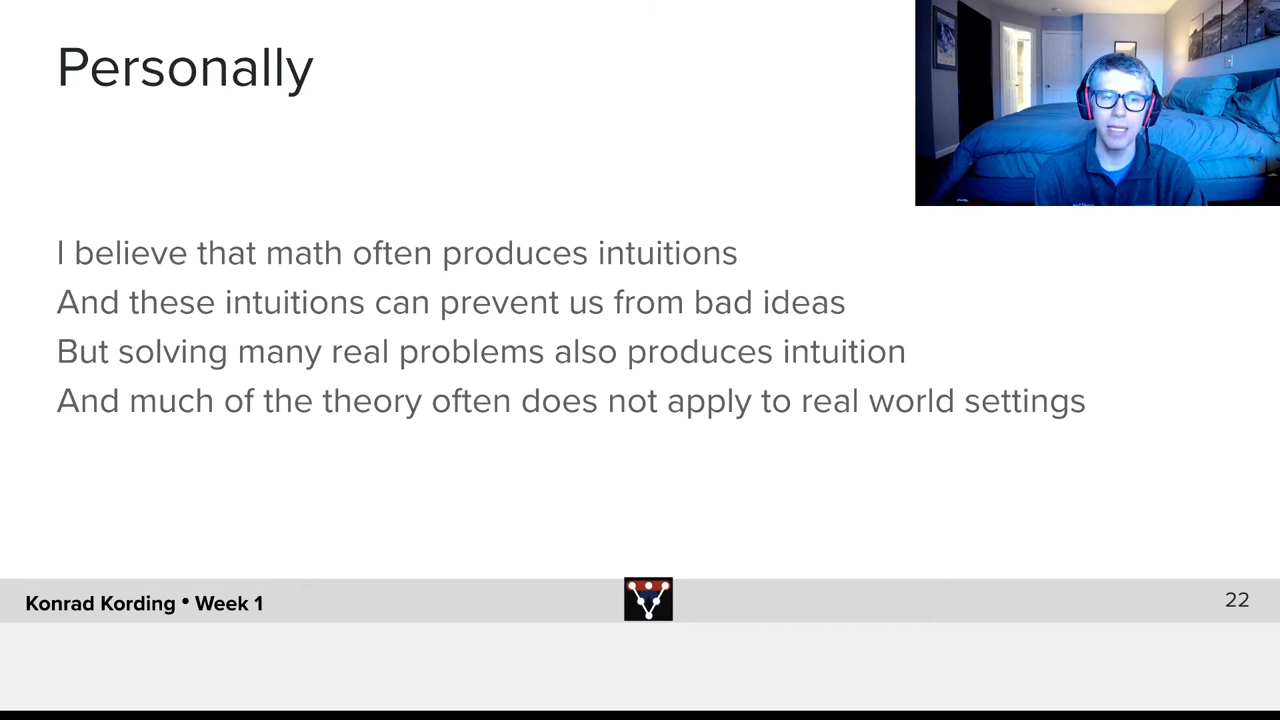 Personally
I believe that math often produces intuitions
And these intuitions can prevent us from bad ideas
But solving many real problems also produces intuition
And much of the theory often does not apply to real world settings
Konrad Kording • Week 1
22